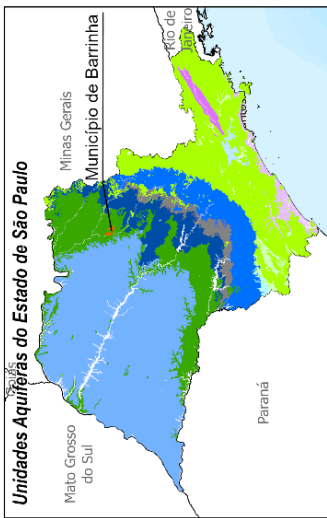 Unidades Aquíferas do Estado de São Paulo
Goiás
Minas Gerais
Município de Barrinha
Rio de
Janeiro
Mato Grosso
do Sul
Paraná